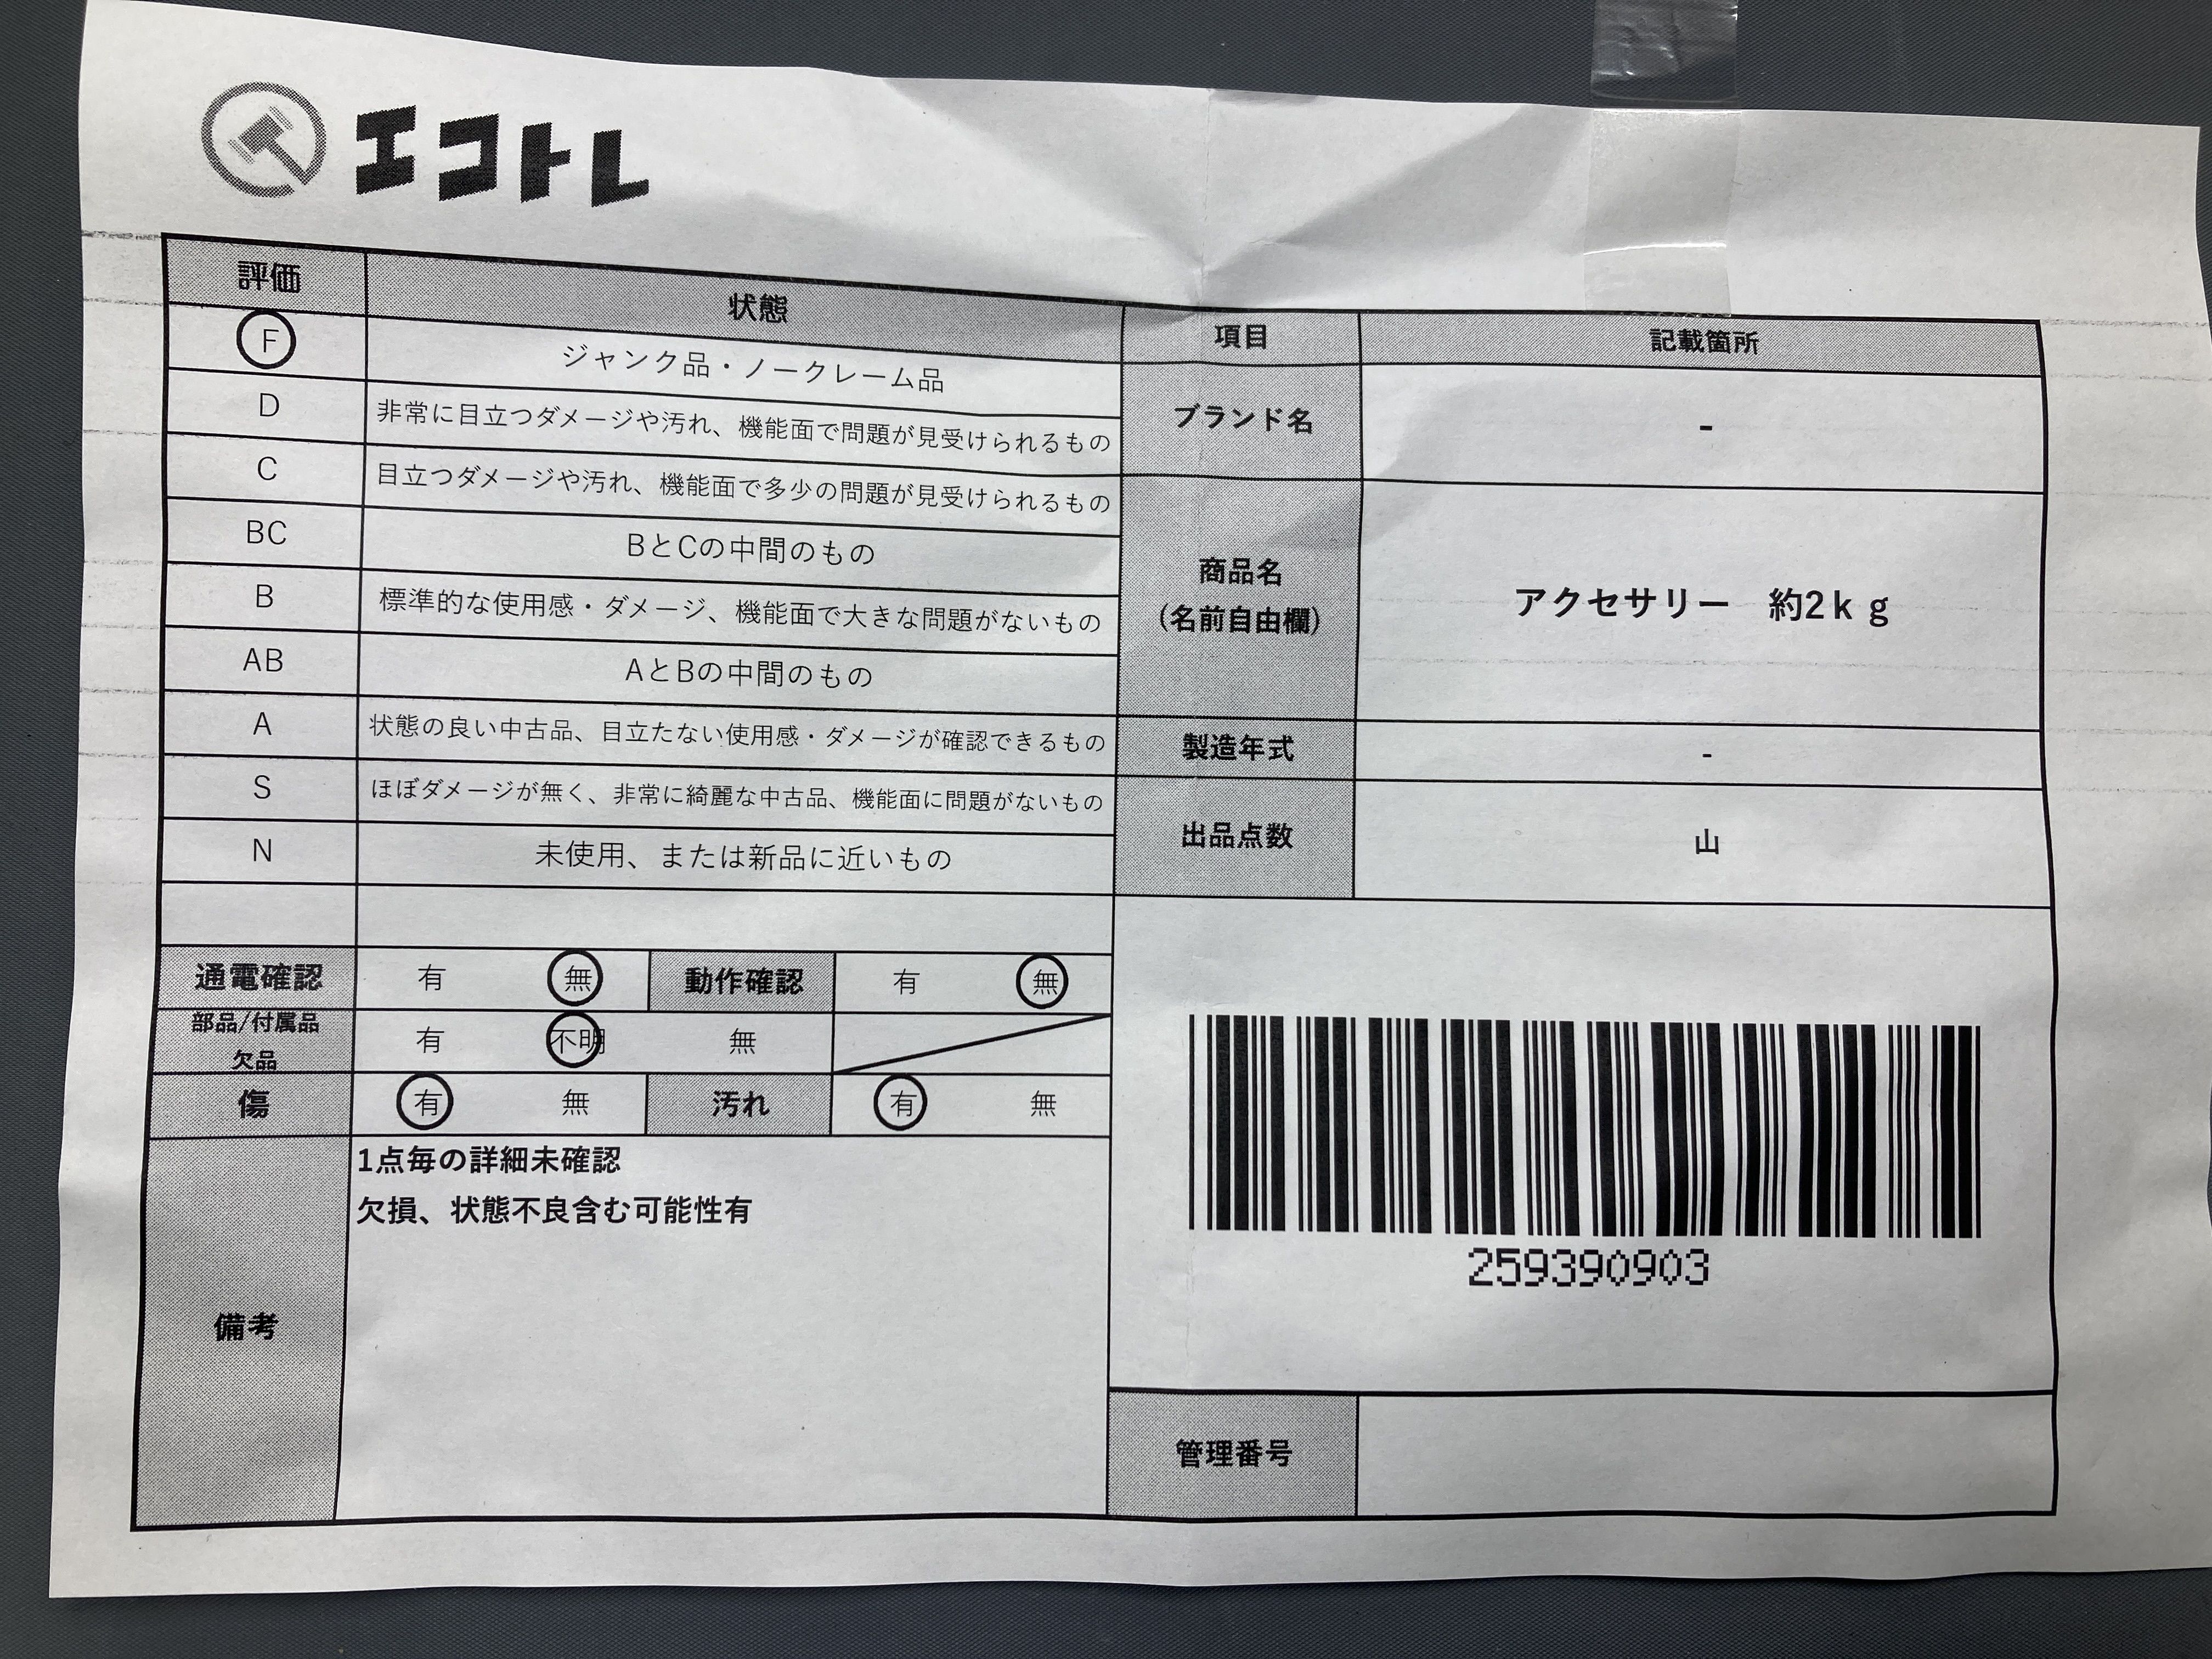 エコトレ
評価 状態
F ジャンク品・ノークレーム品
D 非常に目立つダメージや汚れ、機能面で問題が見受けられるもの
C 目立つダメージや汚れ、機能面で多少の問題が見受けられるもの
BC BとCの中間のもの
B 標準的な使用感・ダメージ、機能面で大きな問題がないもの
AB AとBの中間のもの
A 状態の良い中古品、目立たない使用感・ダメージが確認できるもの
S ほぼダメージが無く、非常に綺麗な中古品、機能面に問題がないもの
N 未使用、または新品に近いもの
通電確認 有 無 動作確認 有 無
部品/付属品
欠品 有 不明 無
傷 有 無 汚れ 有 無
備考
1点毎の詳細未確認
欠損、状態不良含む可能性有
項目 記載箇所
ブランド名 -
商品名
(名前自由欄) アクセサリー 約2ｋｇ
製造年式 -
出品点数 山
259390903
管理番号